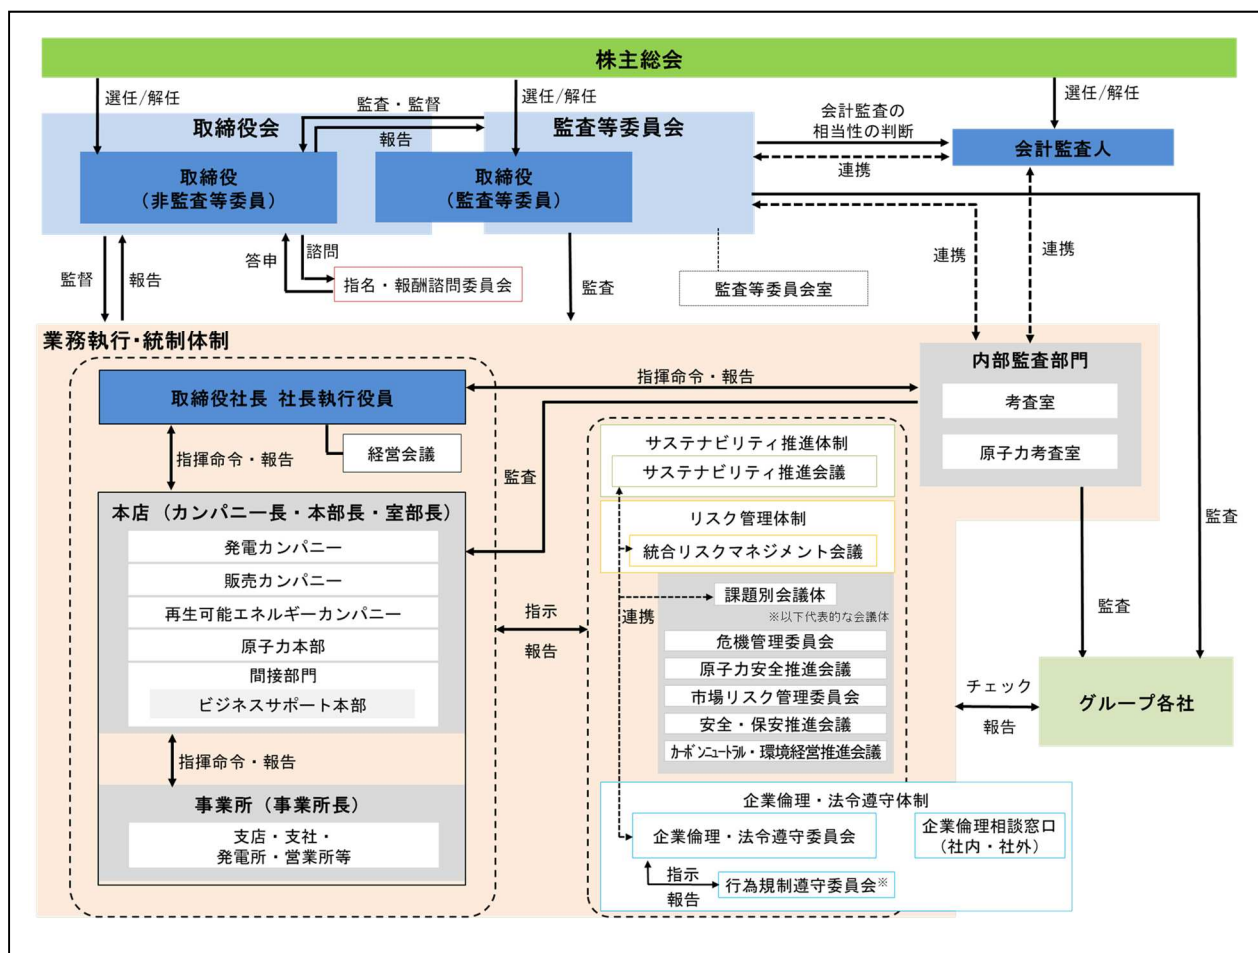 株主総会
選任/解任
選任/解任
選任/解任
監査・監督
報告
取締役会
監査等委員会
会計監査の
相当性の判断
連携
会計監査人
取締役
（非監査等委員）
取締役
（監査等委員）
監督
報告
答申
諮問
指名・報酬諮問委員会
監査
監査等委員会室
連携
連携
業務執行・統制体制
内部監査部門
考査室
原子力考査室
取締役社長 社長執行役員
指揮命令・報告
経営会議
指揮命令・報告
監査
本店（カンパニー長・本部長・室部長）
発電カンパニー
販売カンパニー
再生可能エネルギーカンパニー
原子力本部
間接部門
ビジネスサポート本部
指揮命令・報告
事業所（事業所長）
支店・支社・
発電所・営業所等
指示
報告
サステナビリティ推進体制
サステナビリティ推進会議
リスク管理体制
統合リスクマネジメント会議
課題別会議体
連携
※以下代表的な会議体
危機管理委員会
原子力安全推進会議
市場リスク管理委員会
安全・保安推進会議
カーボンニュートラル・環境経営推進会議
企業倫理・法令遵守体制
企業倫理・法令遵守委員会
企業倫理相談窓口
（社内・社外）
指示
報告
行為規制遵守委員会※
監査
監査
チェック
報告
グループ各社